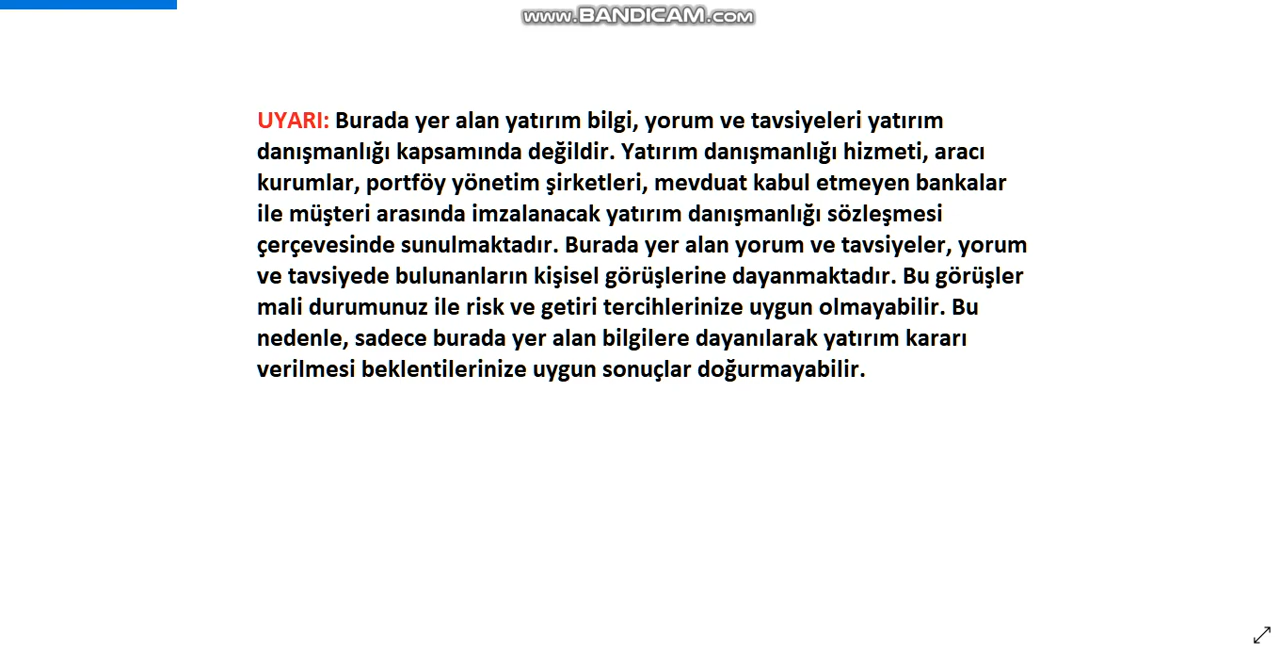 www.BANDICAM.com
UYARI: Burada yer alan yatırım bilgi, yorum ve tavsiyeleri yatırım
danışmanlığı kapsamında değildir. Yatırım danışmanlığı hizmeti, aracı
kurumlar, portföy yönetim şirketleri, mevduat kabul etmeyen bankalar
ile müşteri arasında imzalanacak yatırım danışmanlığı sözleşmesi
çerçevesinde sunulmaktadır. Burada yer alan yorum ve tavsiyeler, yorum
ve tavsiyede bulunanların kişisel görüşlerine dayanmaktadır. Bu görüşler
mali durumunuz ile risk ve getiri tercihlerinize uygun olmayabilir. Bu
nedenle, sadece burada yer alan bilgilere dayanılarak yatırım kararı
verilmesi beklentilerinize uygun sonuçlar doğurmayabilir.